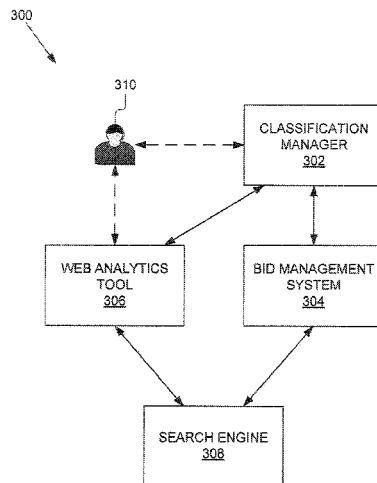 300
310
CLASSIFICATION
MANAGER
302
WEB ANALYTICS
TOOL
306
BID MANAGEMENT
SYSTEM
304
SEARCH ENGINE
308